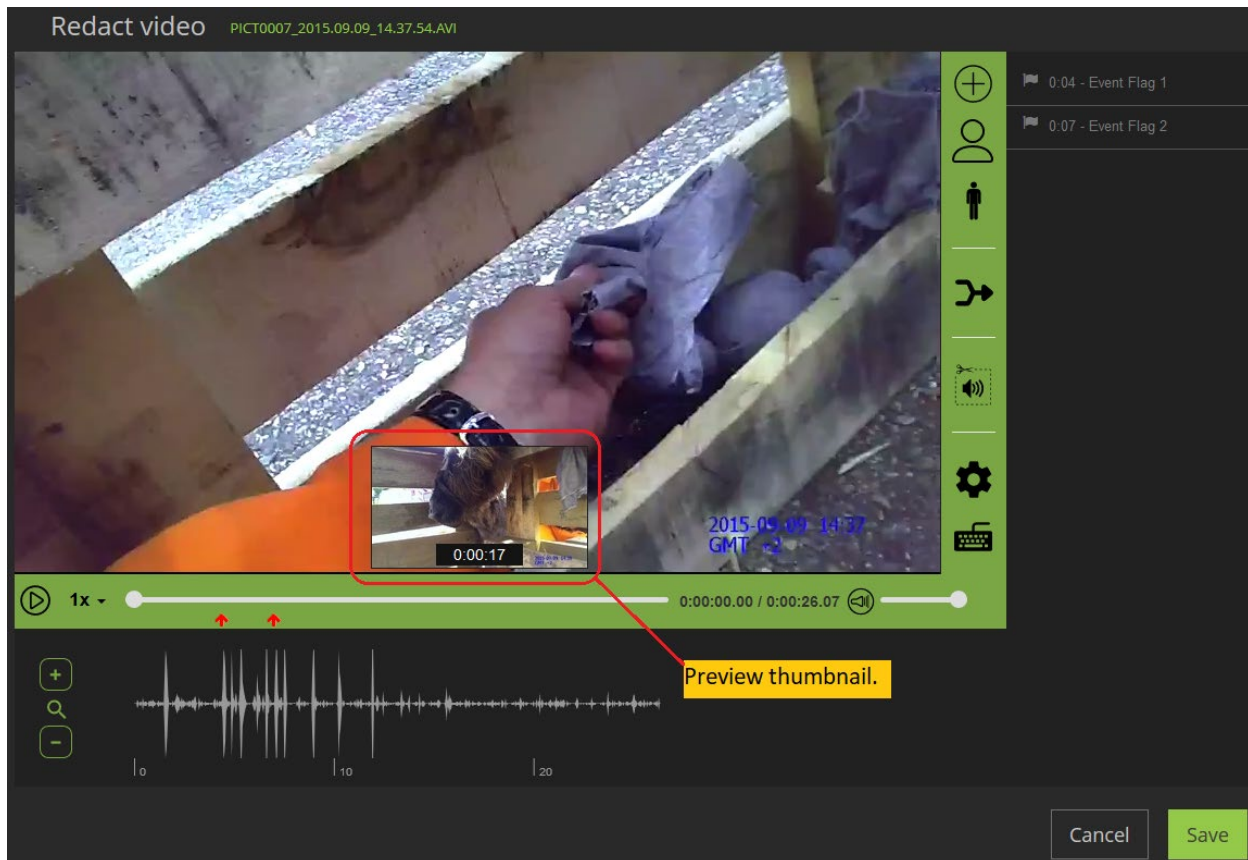 Redact video PICT0007_2015.09.09_14.37.54.AVI
0:04 - Event Flag 1
0:07 - Event Flag 2
2015-09-09 14:37
GMT +2
0:00:17
1x
0:00:00.00 / 0:00:26.07
Preview thumbnail.
0 10 20
Cancel Save